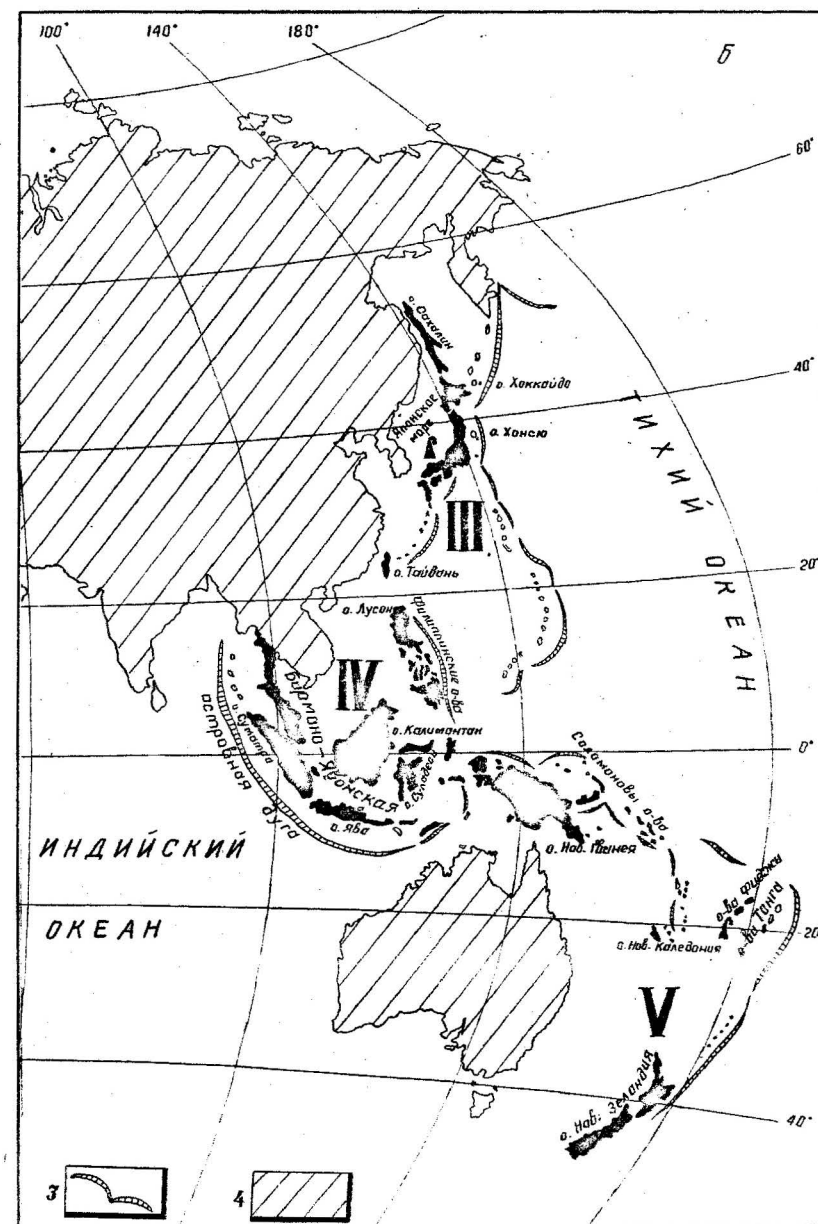 100° 140° 180°
Б
60°
о. Сахалин
40°
о. Хоккайдо
Японское
море
о. Хонсю
ТИХИЙ ОКЕАН
III
о. Тайвань
20°
о. Лусон
Филиппинские о-ва
IV
Бирмано-Яванская
островная дуга
о. Суматра
о. Калимантан
0°
о. Сулавеси
Соломоновы о-ва
о. Ява
о. Нов. Гвинея
ИНДИЙСКИЙ
ОКЕАН
о-ва Фиджи
о-ва Тонга
20°
о. Нов. Каледония
V
о. Нов. Зеландия
40°
3 4